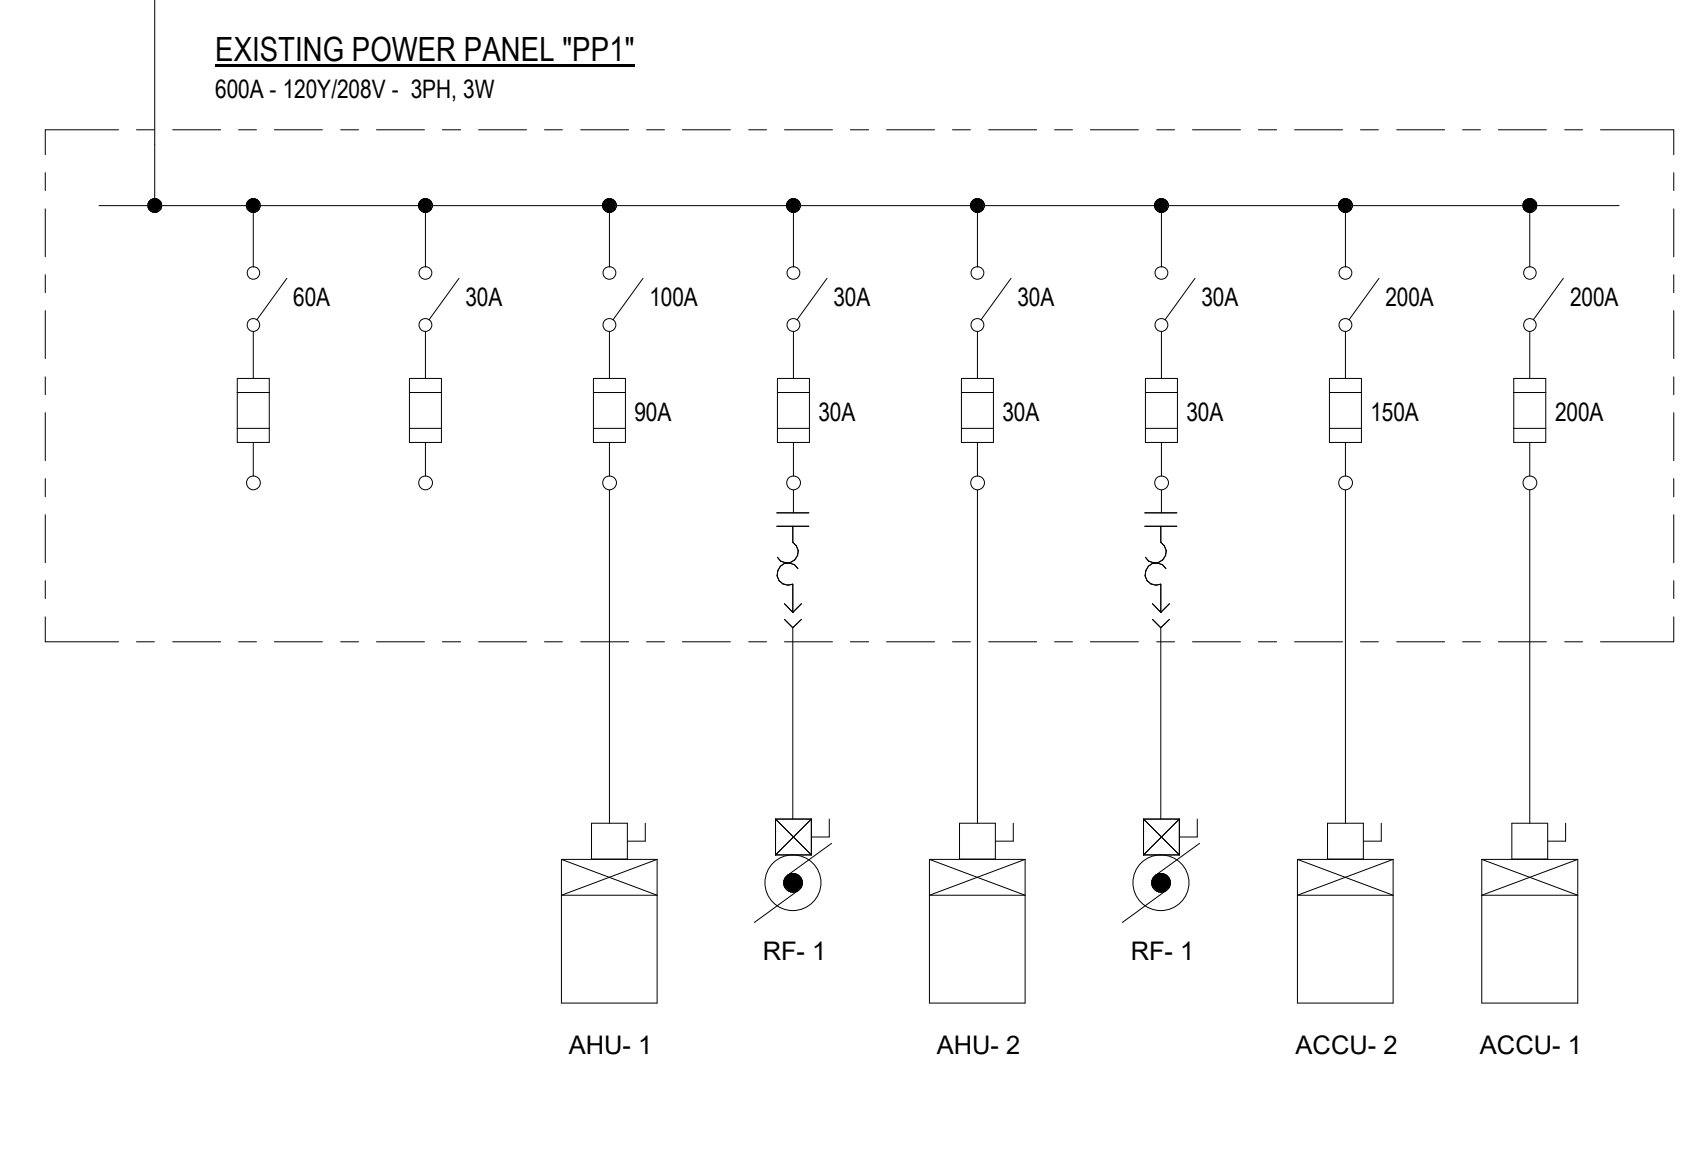 EXISTING POWER PANEL "PP1"
600A - 120Y/208V - 3PH, 3W
60A 30A 100A 30A 30A 30A 200A 200A
90A 30A 30A 30A 150A 200A
RF- 1 RF- 1
AHU- 1 AHU- 2 ACCU- 2 ACCU- 1